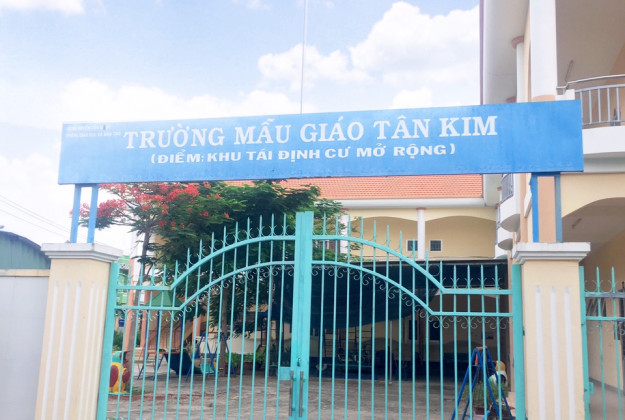 TRƯỜNG MẪU GIÁO TÂN KIM
(ĐIỂM: KHU TÁI ĐỊNH CƯ MỞ RỘNG)